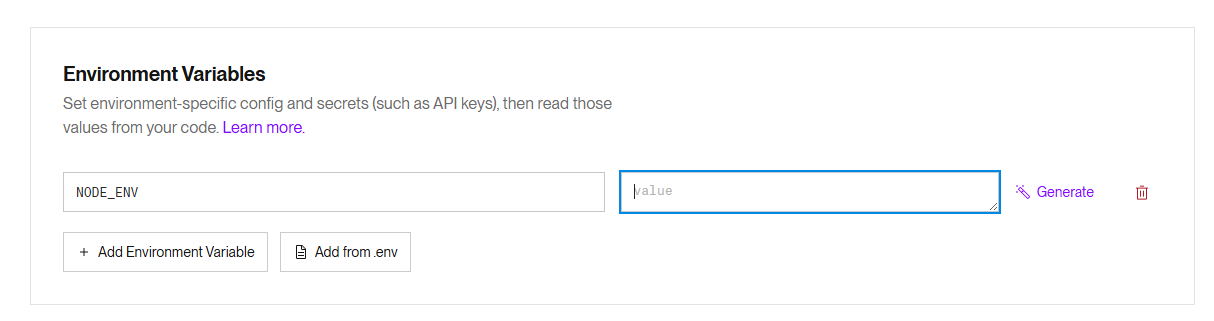 Environment Variables
Set environment-specific config and secrets (such as API keys), then read those
values from your code. Learn more.
NODE_ENV
value
Generate
+ Add Environment Variable
Add from .env